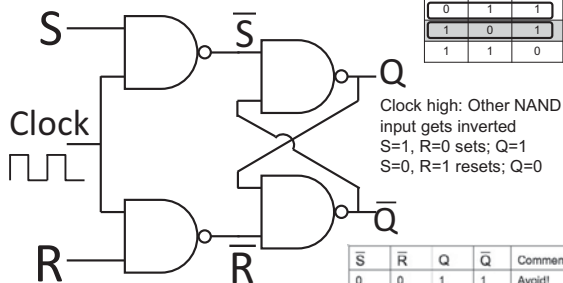 S
S̅
0 1 1
1 0 1
1 1 0
Q
Clock high: Other NAND
input gets inverted
S=1, R=0 sets; Q=1
S=0, R=1 resets; Q=0
Clock
Q̅
R
R̅
S̅ R̅ Q Q̅
0 0 1 1 Avoid!